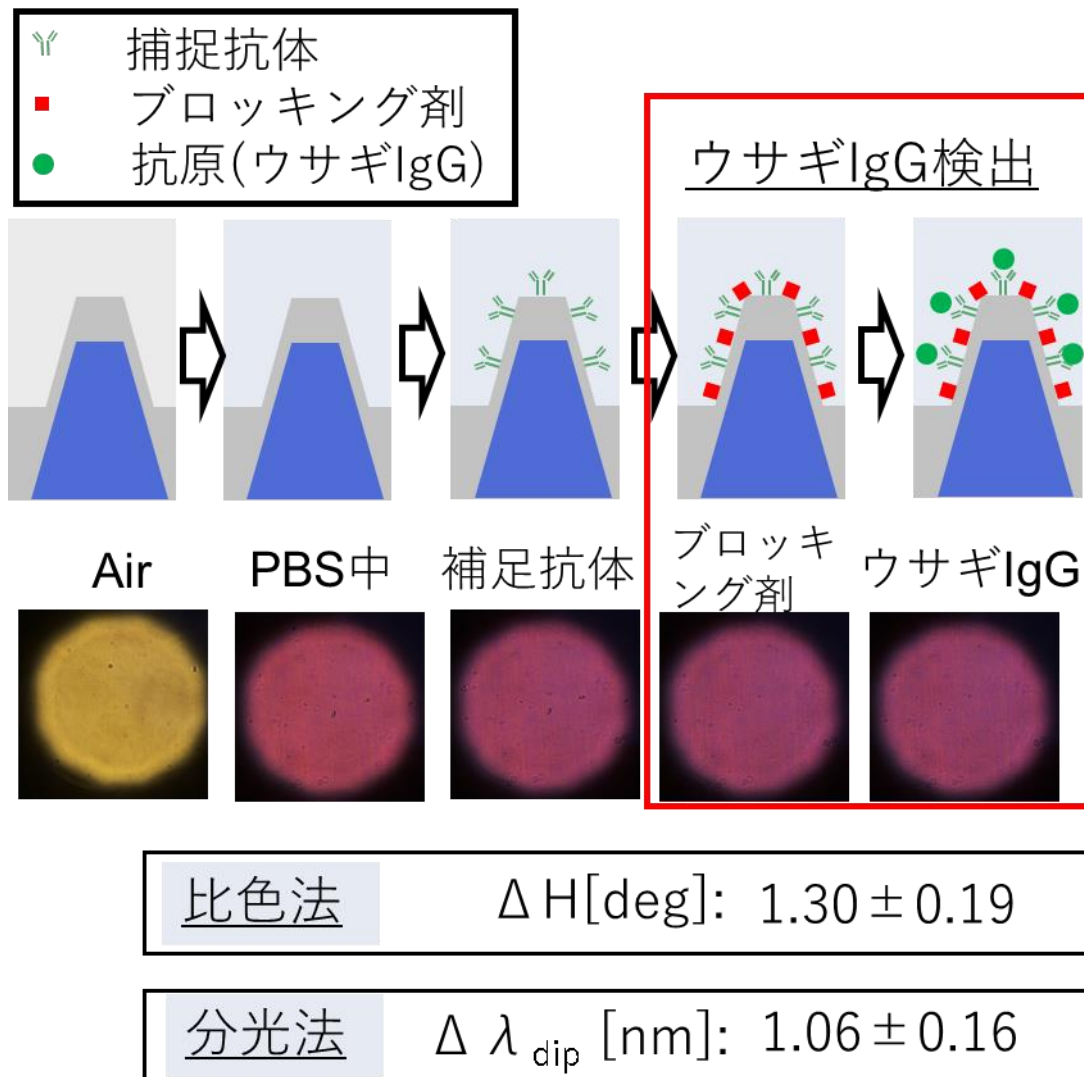 捕捉抗体
ブロッキング剤
抗原(ウサギIgG)
ウサギIgG検出
Air
PBS中
補足抗体
ブロッキ
ング剤
ウサギIgG
比色法 ΔH[deg]: 1.30±0.19
分光法 Δλdip [nm]: 1.06±0.16